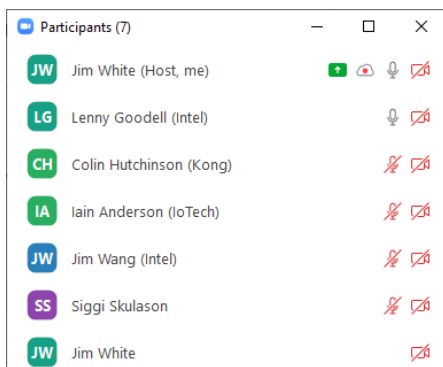 Participants (7)
JW Jim White (Host, me)
LG Lenny Goodell (Intel)
CH Colin Hutchinson (Kong)
IA Iain Anderson (IoTech)
JW Jim Wang (Intel)
SS Siggi Skulason
JW Jim White